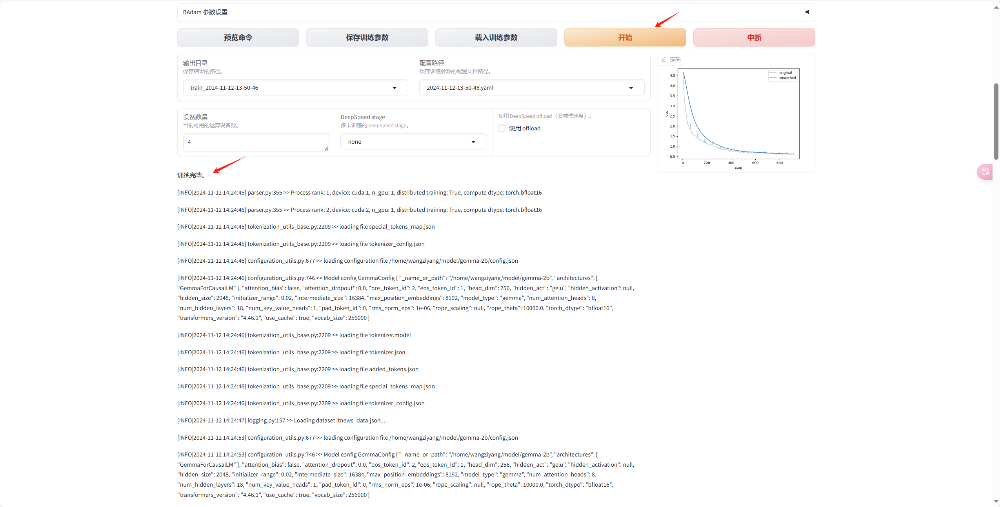 BAdam 参数设置
预览命令
保存训练参数
载入训练参数
开始
中断
输出目录
保存结果的路径。
train_2024-11-12-13-50-46
配置路径
保存训练参数的配置文件路径。
2024-11-12-13-50-46.yaml
损失
original
smoothed
4.5
4.0
3.5
3.0
2.5
2.0
1.5
1.0
0.5
loss
0 200 400 600 800
step
设备数量
当前可用的运算设备数。
4
DeepSpeed stage
多卡训练的 DeepSpeed stage。
none
使用 DeepSpeed offload（会减慢速度）。
使用 offload
训练完毕。
中A
[INFO|2024-11-12 14:24:45] parser.py:355 >> Process rank: 1, device: cuda:1, n_gpu: 1, distributed training: True, compute dtype: torch.bfloat16
[INFO|2024-11-12 14:24:46] parser.py:355 >> Process rank: 2, device: cuda:2, n_gpu: 1, distributed training: True, compute dtype: torch.bfloat16
[INFO|2024-11-12 14:24:45] tokenization_utils_base.py:2209 >> loading file special_tokens_map.json
[INFO|2024-11-12 14:24:45] tokenization_utils_base.py:2209 >> loading file tokenizer_config.json
[INFO|2024-11-12 14:24:46] configuration_utils.py:677 >> loading configuration file /home/wangziyang/model/gemma-2b/config.json
[INFO|2024-11-12 14:24:46] configuration_utils.py:746 >> Model config GemmaConfig { "_name_or_path": "/home/wangziyang/model/gemma-2b", "architectures": [
"GemmaForCausalLM" ], "attention_bias": false, "attention_dropout": 0.0, "bos_token_id": 2, "eos_token_id": 1, "head_dim": 256, "hidden_act": "gelu", "hidden_activation": null,
"hidden_size": 2048, "initializer_range": 0.02, "intermediate_size": 16384, "max_position_embeddings": 8192, "model_type": "gemma", "num_attention_heads": 8,
"num_hidden_layers": 18, "num_key_value_heads": 1, "pad_token_id": 0, "rms_norm_eps": 1e-06, "rope_scaling": null, "rope_theta": 10000.0, "torch_dtype": "bfloat16",
"transformers_version": "4.46.1", "use_cache": true, "vocab_size": 256000 }
[INFO|2024-11-12 14:24:46] tokenization_utils_base.py:2209 >> loading file tokenizer.model
[INFO|2024-11-12 14:24:46] tokenization_utils_base.py:2209 >> loading file tokenizer.json
[INFO|2024-11-12 14:24:46] tokenization_utils_base.py:2209 >> loading file added_tokens.json
[INFO|2024-11-12 14:24:46] tokenization_utils_base.py:2209 >> loading file special_tokens_map.json
[INFO|2024-11-12 14:24:46] tokenization_utils_base.py:2209 >> loading file tokenizer_config.json
[INFO|2024-11-12 14:24:47] logging.py:157 >> Loading dataset itnews_data.json...
[INFO|2024-11-12 14:24:53] configuration_utils.py:677 >> loading configuration file /home/wangziyang/model/gemma-2b/config.json
[INFO|2024-11-12 14:24:53] configuration_utils.py:746 >> Model config GemmaConfig { "_name_or_path": "/home/wangziyang/model/gemma-2b", "architectures": [
"GemmaForCausalLM" ], "attention_bias": false, "attention_dropout": 0.0, "bos_token_id": 2, "eos_token_id": 1, "head_dim": 256, "hidden_act": "gelu", "hidden_activation": null,
"hidden_size": 2048, "initializer_range": 0.02, "intermediate_size": 16384, "max_position_embeddings": 8192, "model_type": "gemma", "num_attention_heads": 8,
"num_hidden_layers": 18, "num_key_value_heads": 1, "pad_token_id": 0, "rms_norm_eps": 1e-06, "rope_scaling": null, "rope_theta": 10000.0, "torch_dtype": "bfloat16",
"transformers_version": "4.46.1", "use_cache": true, "vocab_size": 256000 }